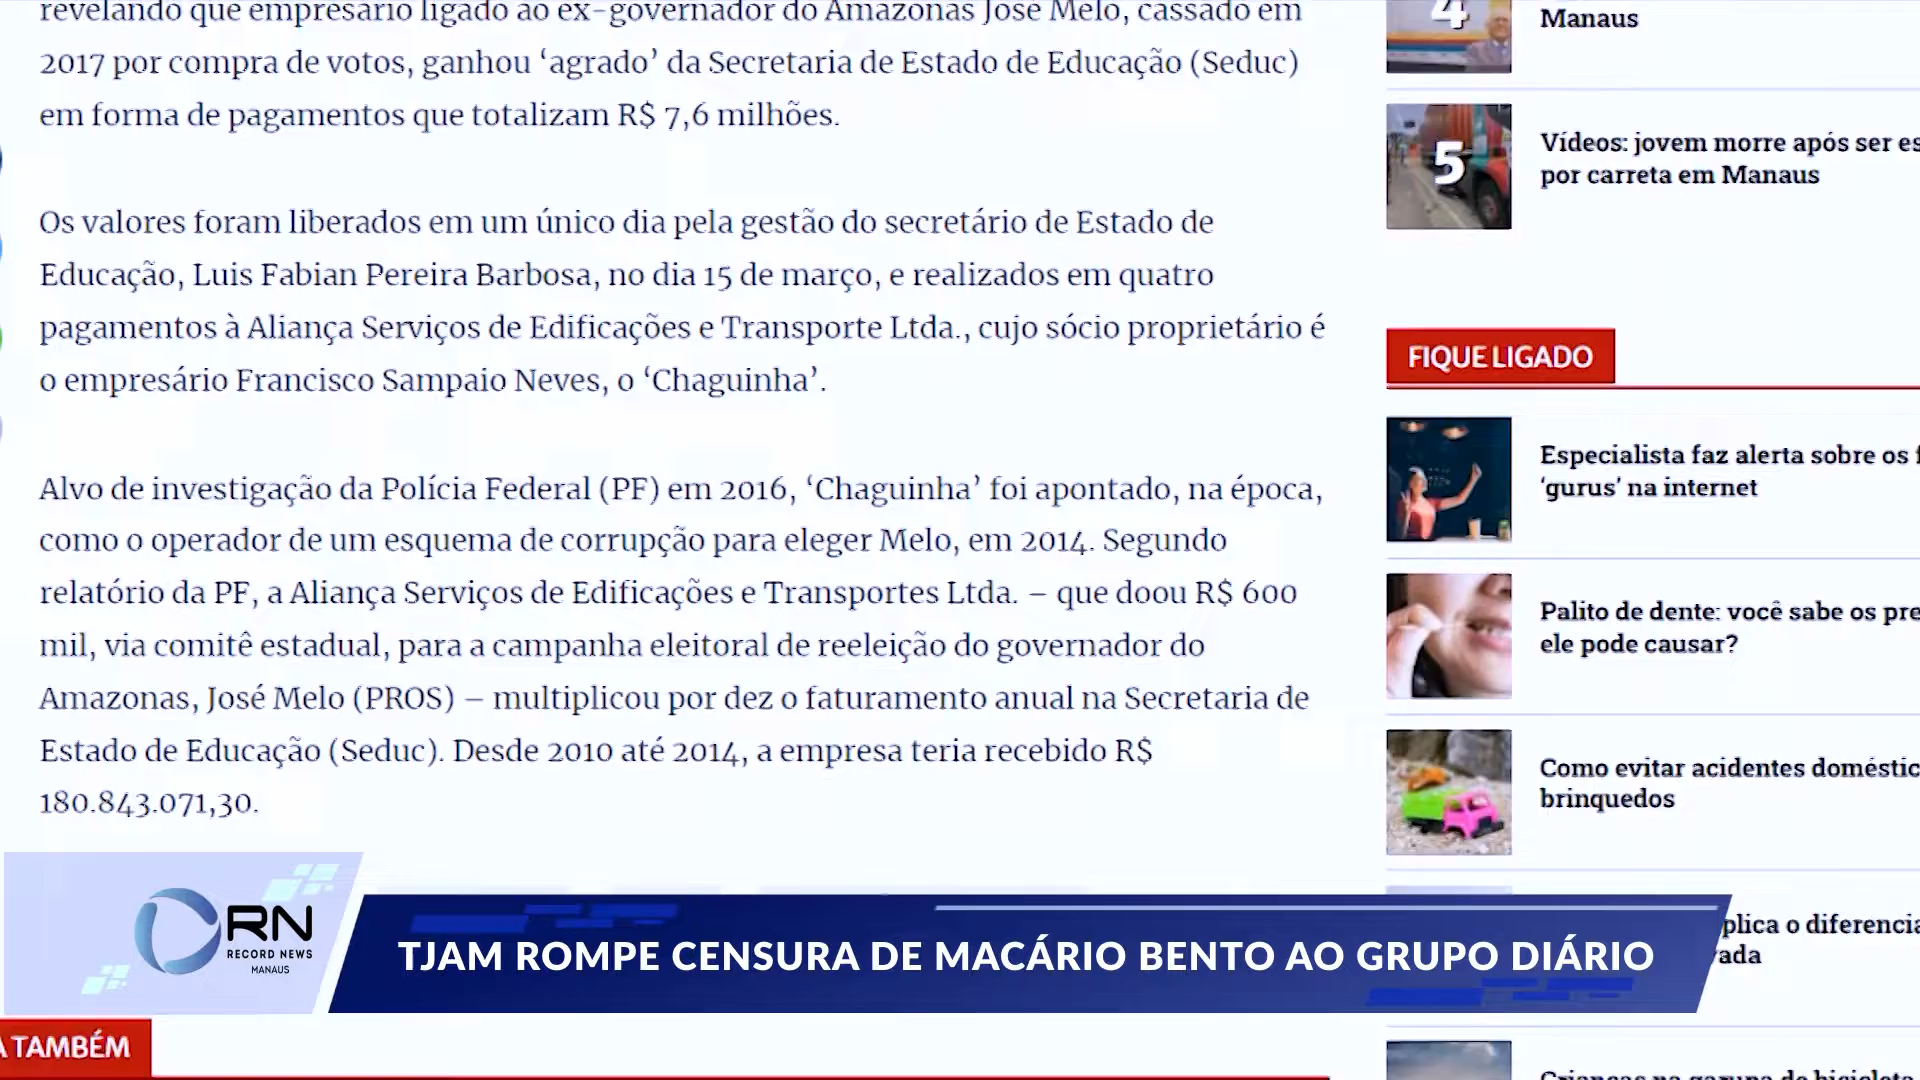 revelando que empresário ligado ao ex-governador do Amazonas José Melo, cassado em
2017 por compra de votos, ganhou ‘agrado’ da Secretaria de Estado de Educação (Seduc)
em forma de pagamentos que totalizam R$ 7,6 milhões.
Os valores foram liberados em um único dia pela gestão do secretário de Estado de
Educação, Luis Fabian Pereira Barbosa, no dia 15 de março, e realizados em quatro
pagamentos à Aliança Serviços de Edificações e Transporte Ltda., cujo sócio proprietário é
o empresário Francisco Sampaio Neves, o ‘Chaguinha’.
Alvo de investigação da Polícia Federal (PF) em 2016, ‘Chaguinha’ foi apontado, na época,
como o operador de um esquema de corrupção para eleger Melo, em 2014. Segundo
relatório da PF, a Aliança Serviços de Edificações e Transportes Ltda. – que doou R$ 600
mil, via comitê estadual, para a campanha eleitoral de reeleição do governador do
Amazonas, José Melo (PROS) – multiplicou por dez o faturamento anual na Secretaria de
Estado de Educação (Seduc). Desde 2010 até 2014, a empresa teria recebido R$
180.843.071,30.
4
Manaus
5
Vídeos: jovem morre após ser es
por carreta em Manaus
FIQUE LIGADO
Especialista faz alerta sobre os f
‘gurus’ na internet
Palito de dente: você sabe os pre
ele pode causar?
Como evitar acidentes doméstic
brinquedos
plica o diferencia
vada
RN
RECORD NEWS
MANAUS
TJAM ROMPE CENSURA DE MACÁRIO BENTO AO GRUPO DIÁRIO
A TAMBÉM